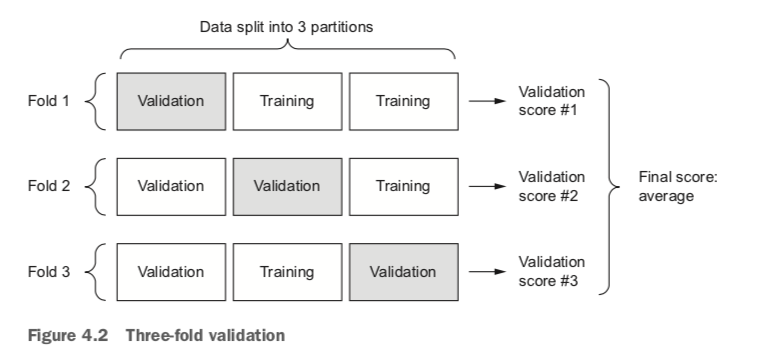 Data split into 3 partitions
Fold 1 Validation Training Training Validation score #1
Fold 2 Validation Validation Training Validation score #2
Fold 3 Validation Training Validation Validation score #3
Final score: average
Figure 4.2 Three-fold validation